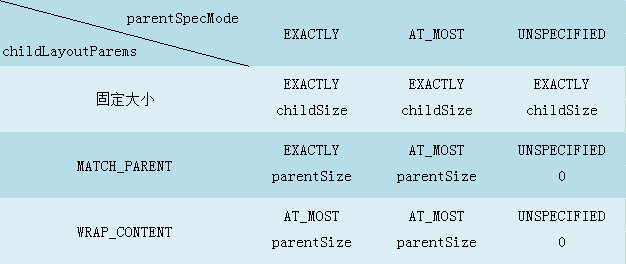 parentSpecMode
childLayoutParems
EXACTLY AT_MOST UNSPECIFIED
固定大小
EXACTLY EXACTLY EXACTLY
childSize childSize childSize
MATCH_PARENT
EXACTLY AT_MOST UNSPECIFIED
parentSize parentSize 0
WRAP_CONTENT
AT_MOST AT_MOST UNSPECIFIED
parentSize parentSize 0